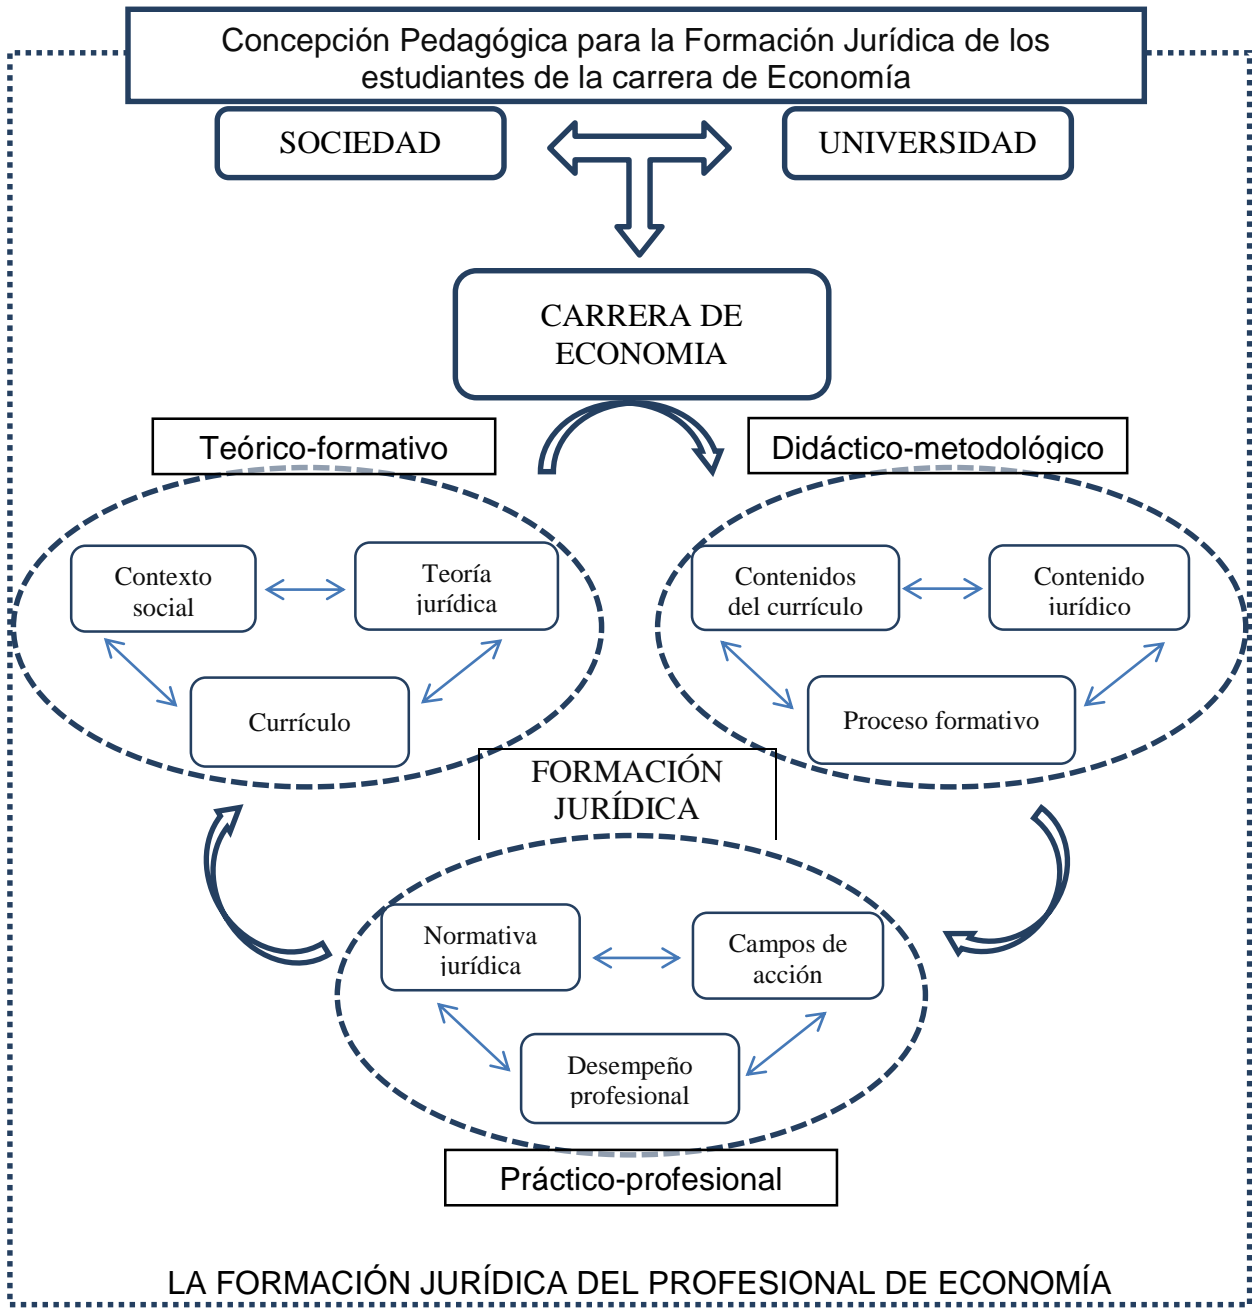 Concepción Pedagógica para la Formación Jurídica de los
estudiantes de la carrera de Economía
SOCIEDAD
UNIVERSIDAD
CARRERA DE
ECONOMIA
Teórico-formativo
Didáctico-metodológico
Contexto
social
Teoría
jurídica
Currículo
Contenidos
del currículo
Contenido
jurídico
Proceso formativo
FORMACIÓN
JURÍDICA
Normativa
jurídica
Campos de
acción
Desempeño
profesional
Práctico-profesional
LA FORMACIÓN JURÍDICA DEL PROFESIONAL DE ECONOMÍA